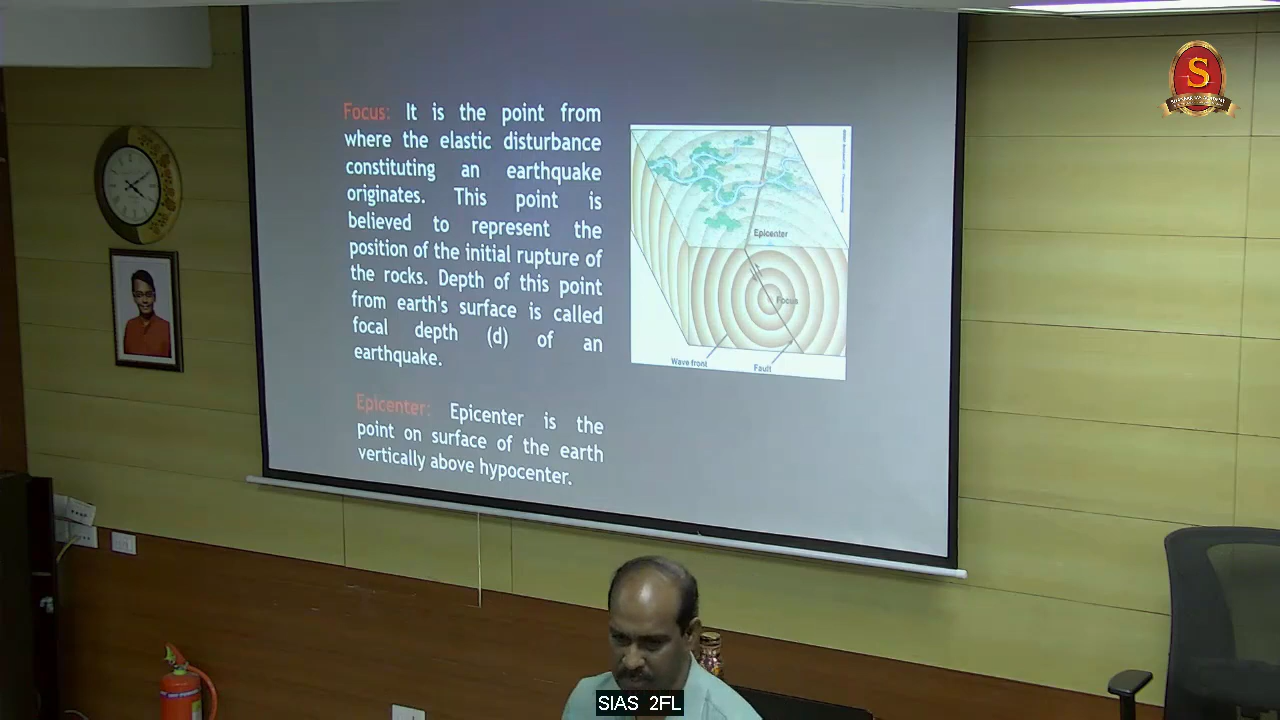 Focus: It is the point from
where the elastic disturbance
constituting an earthquake
originates. This point is
believed to represent the
position of the initial rupture of
the rocks. Depth of this point
from earth's surface is called
focal depth (d) of an
earthquake.
Epicenter: Epicenter is the
point on surface of the earth
vertically above hypocenter.
Epicenter
Focus
Wave front
Fault
S
SIAS 2FL